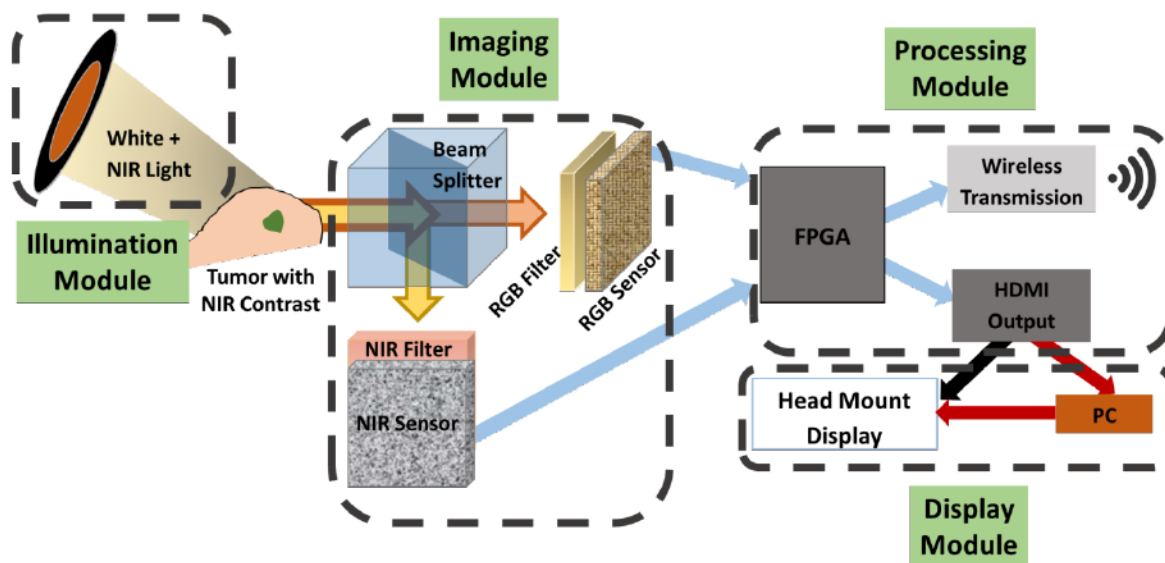 Imaging
Module
Processing
Module
White +
NIR Light
Beam
Splitter
Wireless
Transmission
FPGA
Illumination
Module
Tumor with
NIR Contrast
RGB Filter
RGB Sensor
HDMI
Output
NIR Filter
NIR Sensor
Head Mount
Display
PC
Display
Module